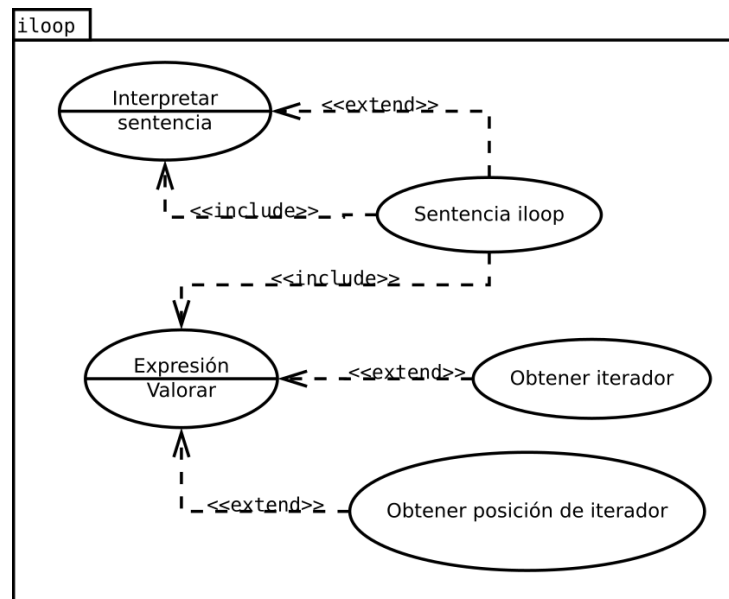 iloop
Interpretar
sentencia
<<extend>>
<<include>>
Sentencia iloop
<<include>>
Expresión
Valorar
<<extend>>
Obtener iterador
<<extend>>
Obtener posición de iterador